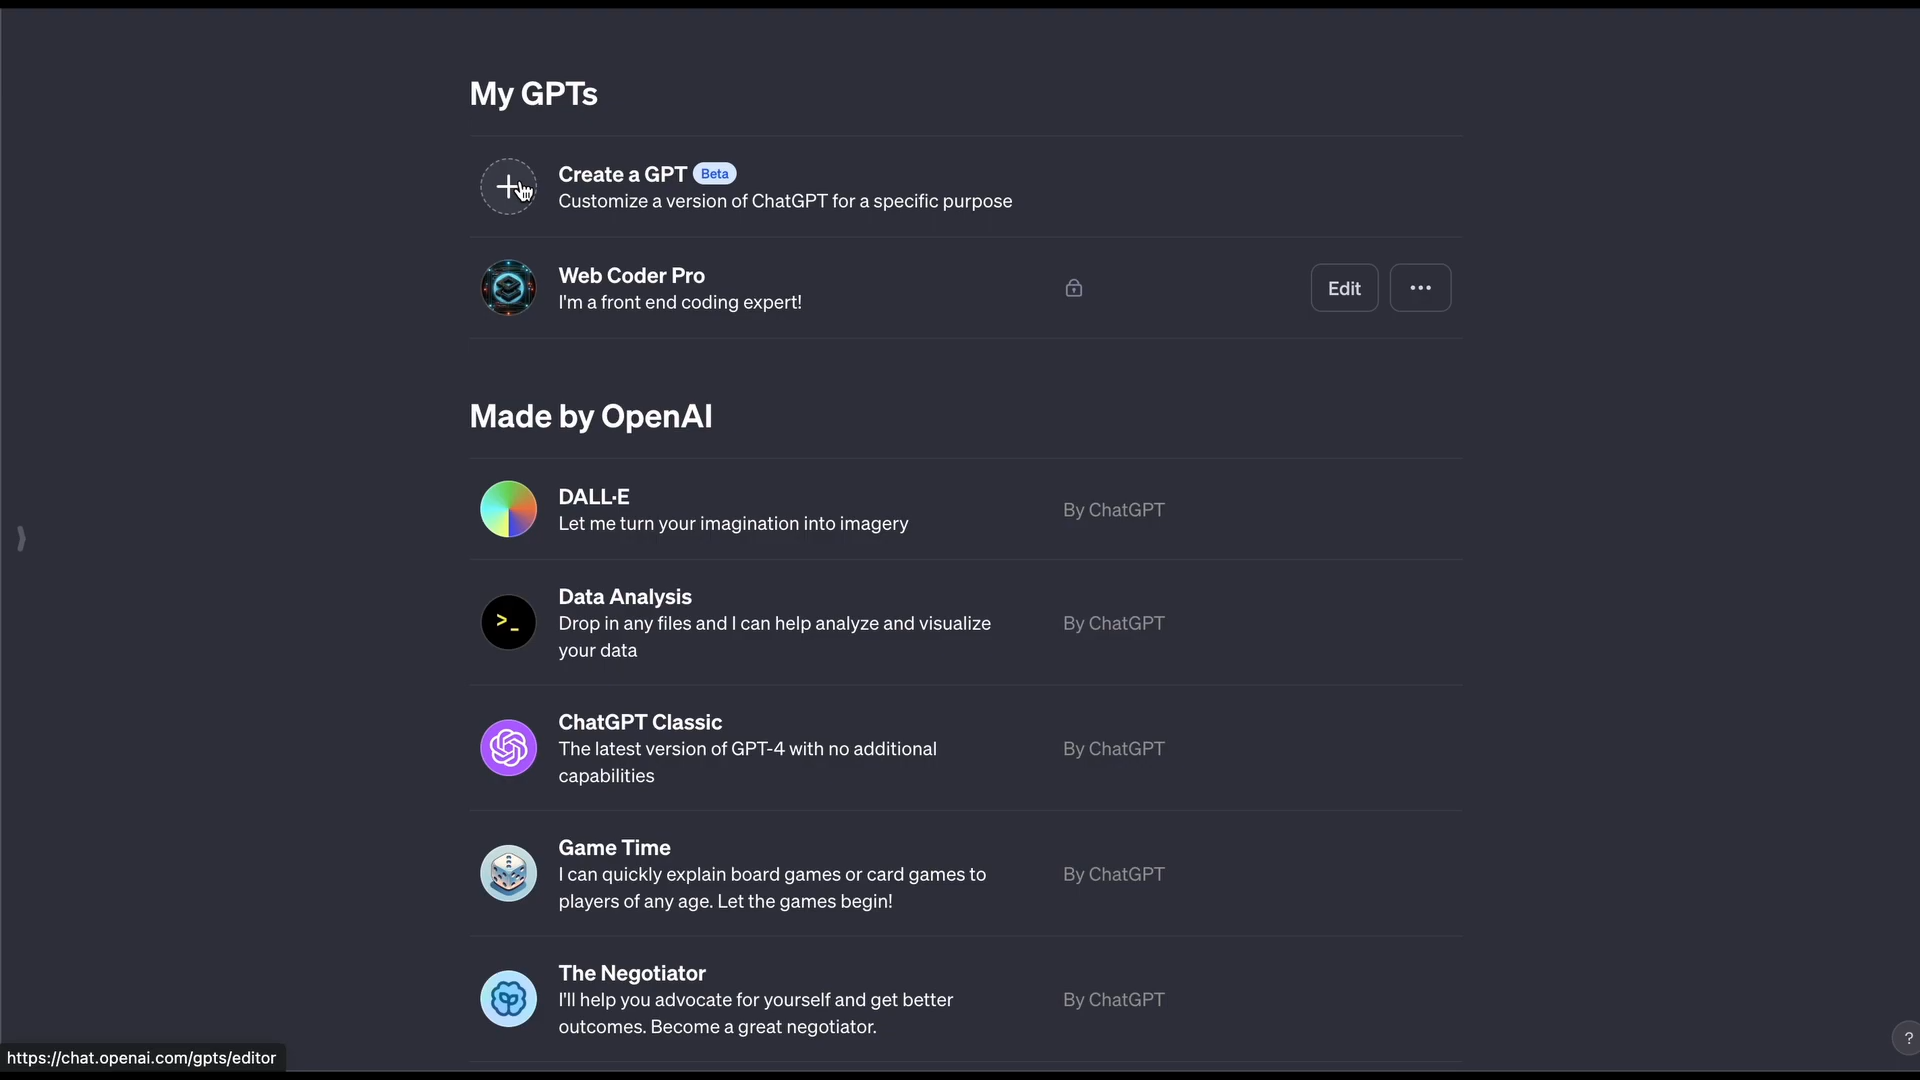 My GPTs
Create a GPT Beta
Customize a version of ChatGPT for a specific purpose
Web Coder Pro
I'm a front end coding expert!
Edit
Made by OpenAI
DALL·E
Let me turn your imagination into imagery
By ChatGPT
Data Analysis
Drop in any files and I can help analyze and visualize
your data
By ChatGPT
ChatGPT Classic
The latest version of GPT-4 with no additional
capabilities
By ChatGPT
Game Time
I can quickly explain board games or card games to
players of any age. Let the games begin!
By ChatGPT
The Negotiator
I'll help you advocate for yourself and get better
outcomes. Become a great negotiator.
By ChatGPT
?
https://chat.openai.com/gpts/editor